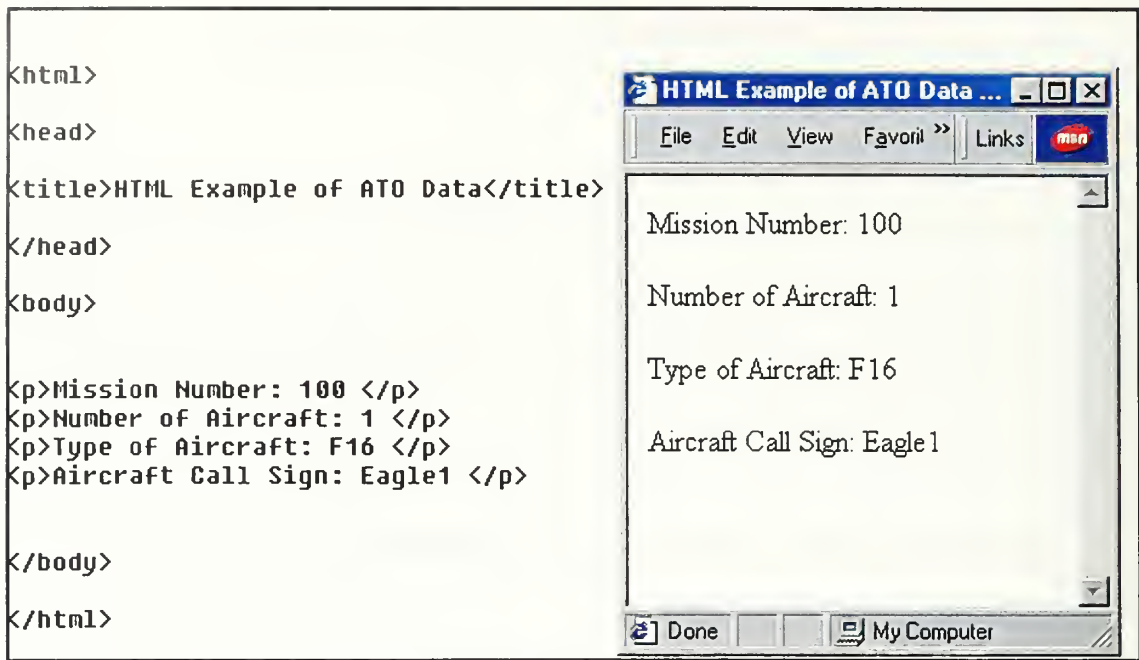 <html>
<head>
<title>HTML Example of ATO Data</title>
</head>
<body>
<p>Mission Number: 100 </p>
<p>Number of Aircraft: 1 </p>
<p>Type of Aircraft: F16 </p>
<p>Aircraft Call Sign: Eagle1 </p>
</body>
</html>
HTML Example of ATO Data ...
File Edit View Favorit » Links msn
Mission Number: 100
Number of Aircraft: 1
Type of Aircraft: F16
Aircraft Call Sign: Eagle1
Done My Computer